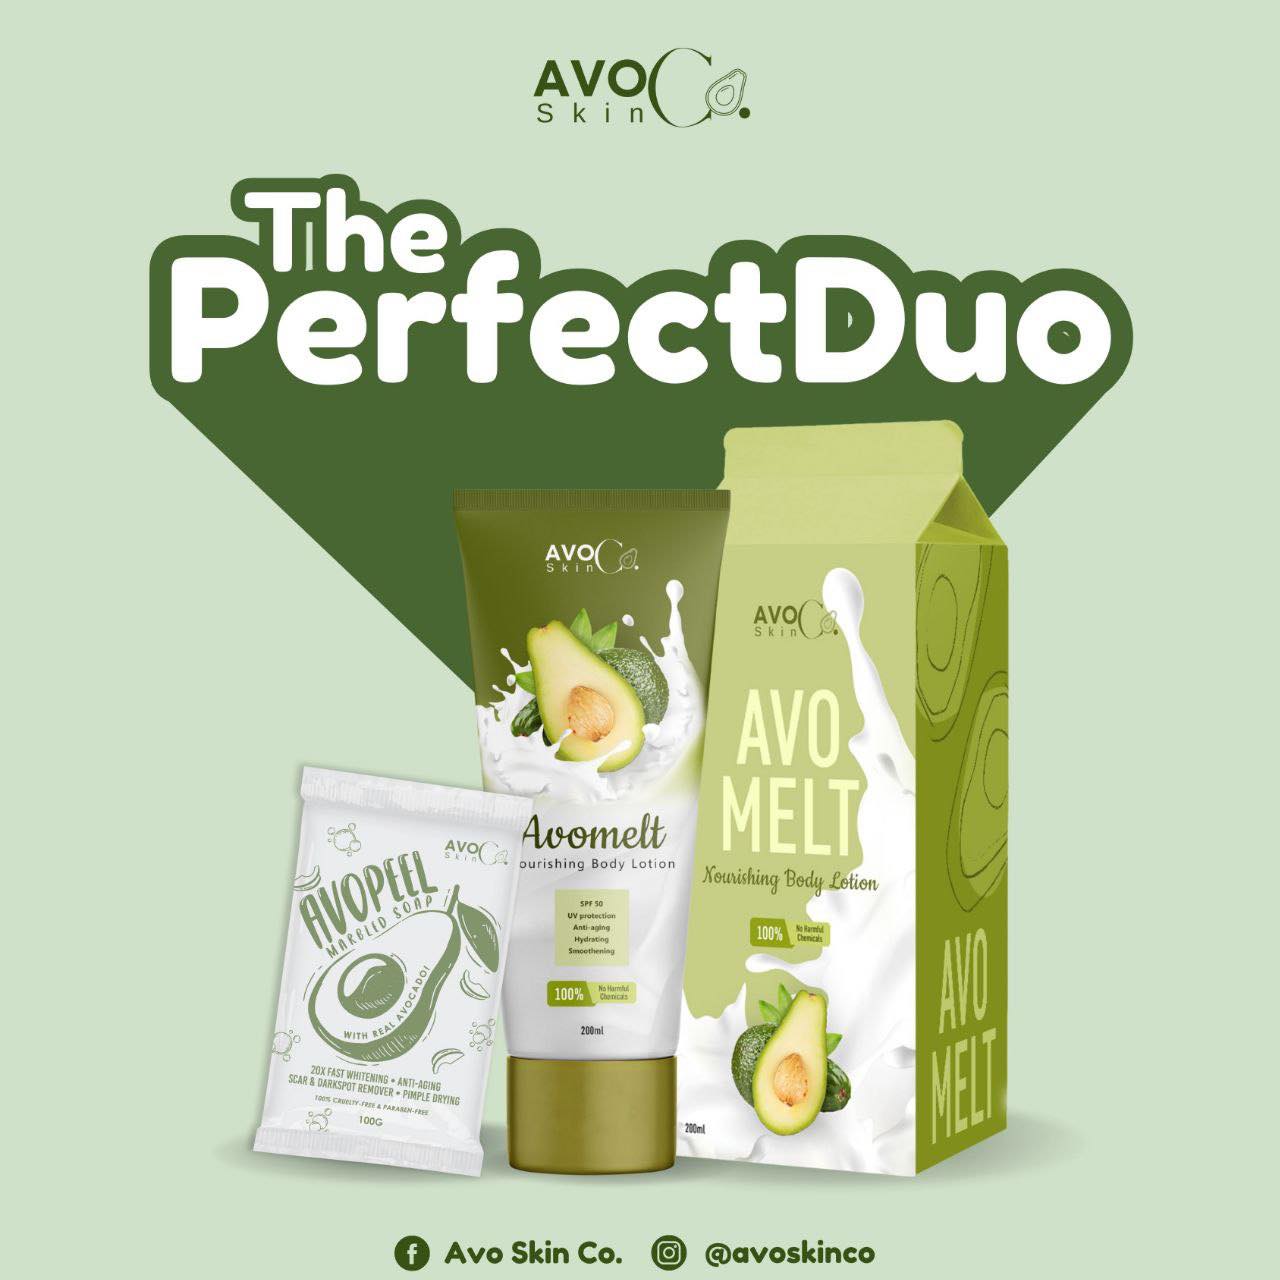 AVO Co.
Skin
The
PerfectDuo
AVO Co.
Skin
Avomelt
ourishing Body Lotion
SPF 50
UV protection
Anti-aging
Hydrating
Smoothening
100% No Harmful
Chemicals
200ml
AVO Co.
Skin
AVO
MELT
Nourishing Body Lotion
100% No Harmful
Chemicals
200ml
AVO
MELT
AVO Co.
Skin
AVOPEEL
MARBLED SOAP
WITH REAL AVOCADO!
20X FAST WHITENING • ANTI-AGING
SCAR & DARKSPOT REMOVER • PIMPLE DRYING
100% CRUELTY-FREE & PARABEN-FREE
100G
Avo Skin Co. @avoskinco